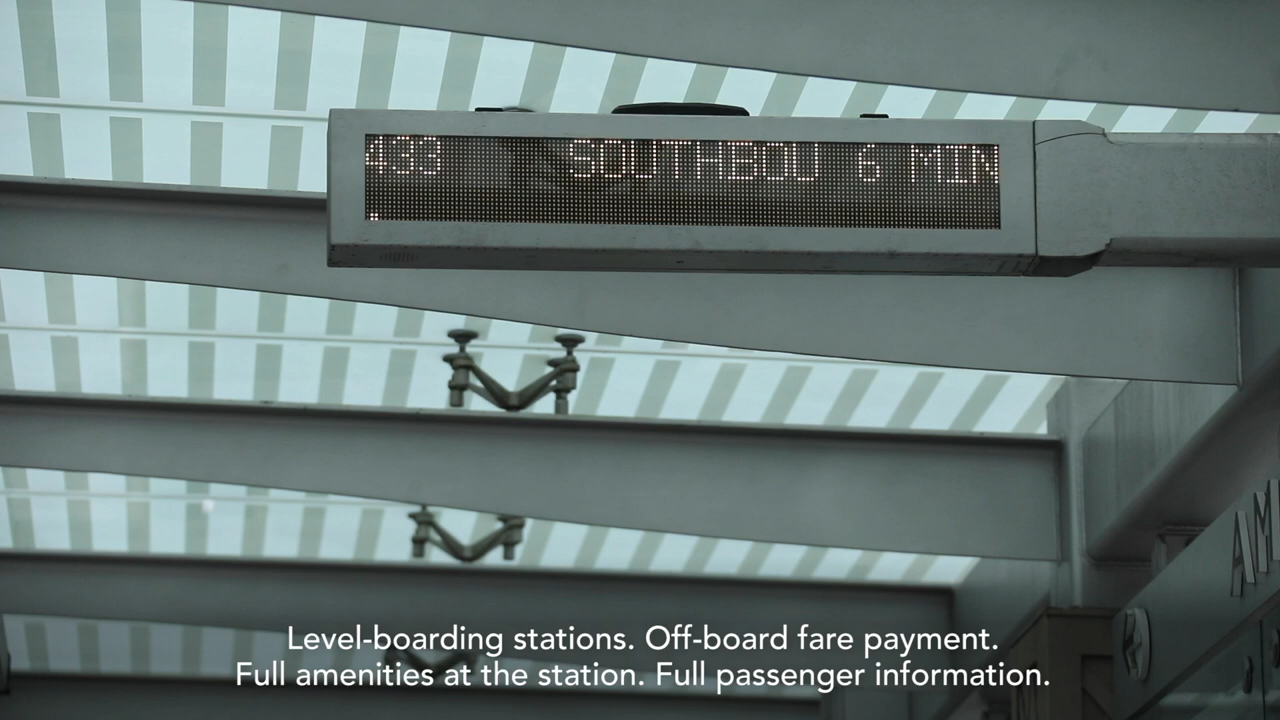 433 SOUTHBOU 6 MIN
AM
Level-boarding stations. Off-board fare payment.
Full amenities at the station. Full passenger information.